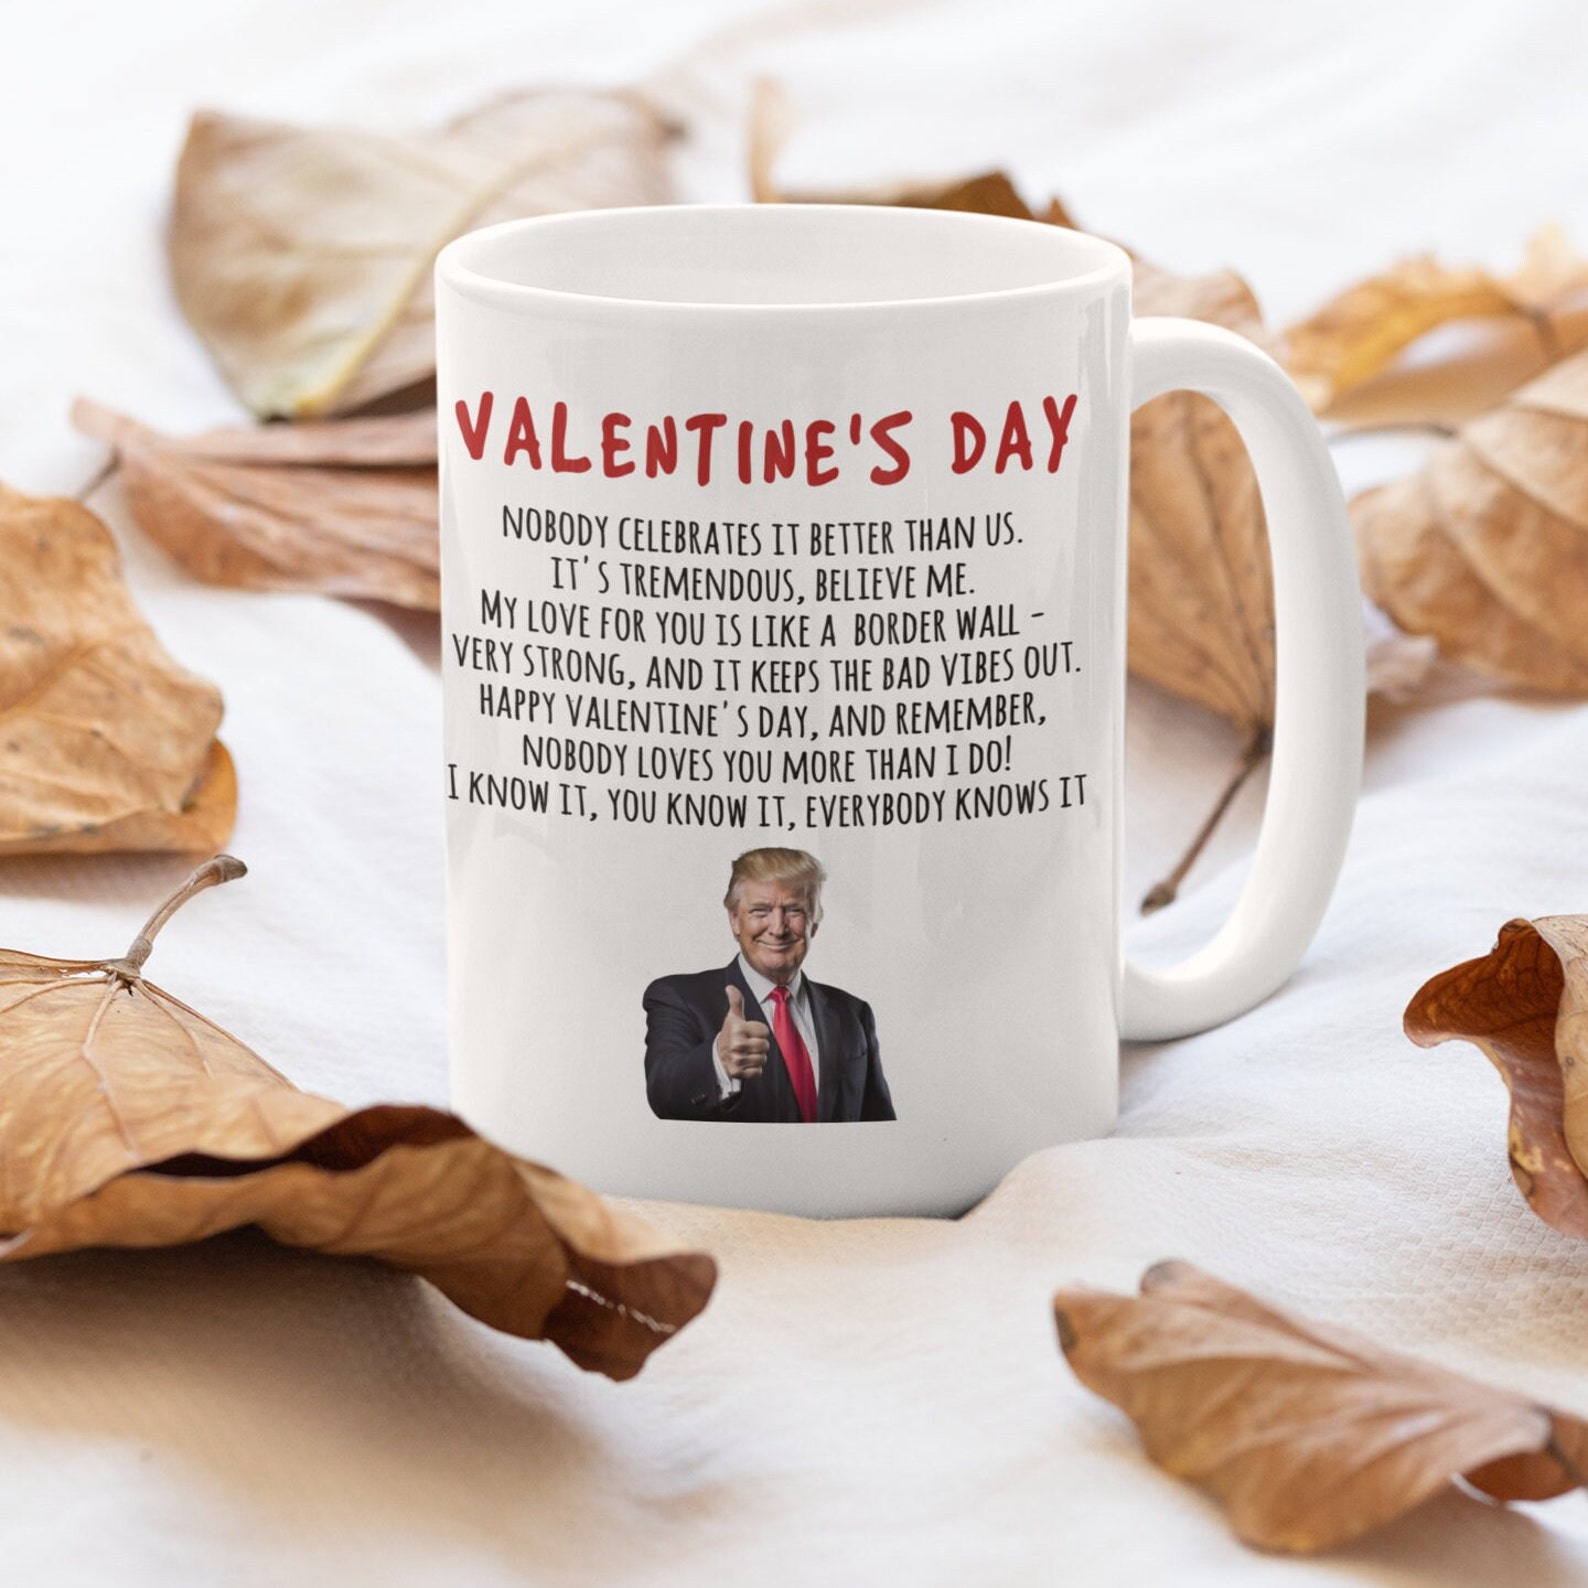 VALENTINE'S DAY
NOBODY CELEBRATES IT BETTER THAN US.
IT'S TREMENDOUS, BELIEVE ME.
MY LOVE FOR YOU IS LIKE A BORDER WALL -
VERY STRONG, AND IT KEEPS THE BAD VIBES OUT.
HAPPY VALENTINE'S DAY, AND REMEMBER,
NOBODY LOVES YOU MORE THAN I DO!
I KNOW IT, YOU KNOW IT, EVERYBODY KNOWS IT